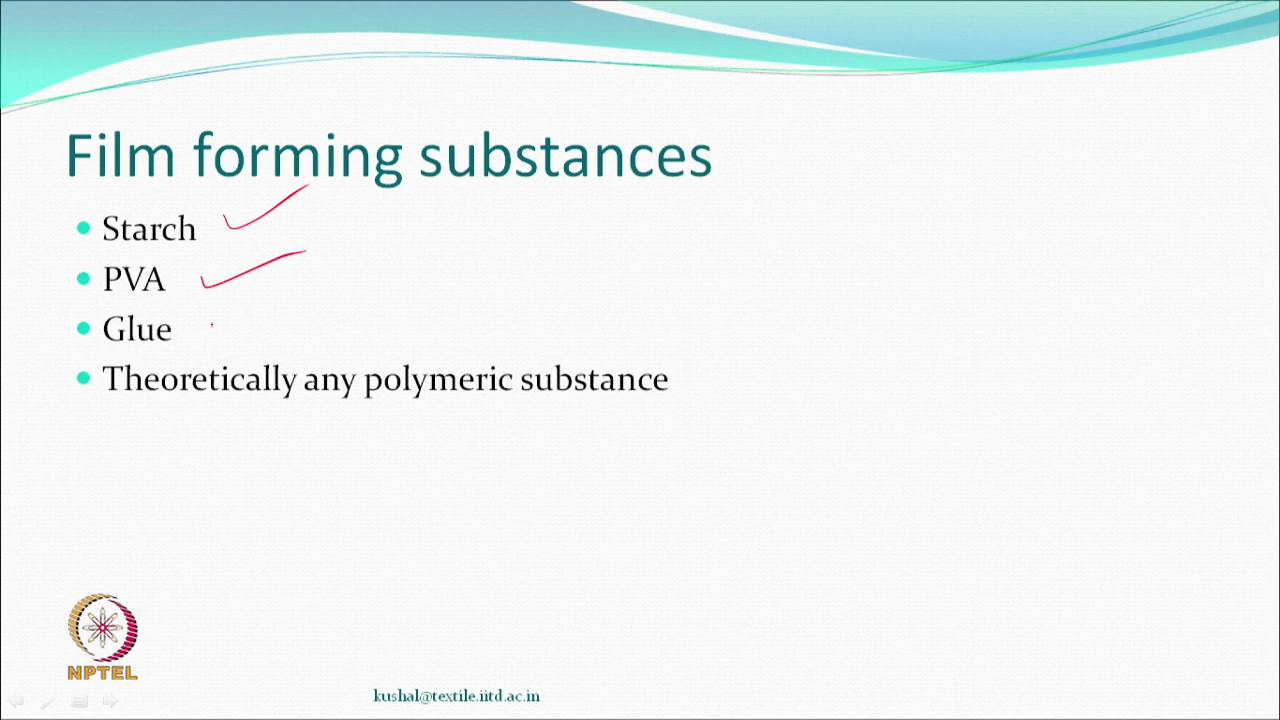 Film forming substances
Starch
PVA
Glue
Theoretically any polymeric substance
NPTEL
kushal@textile.iitd.ac.in